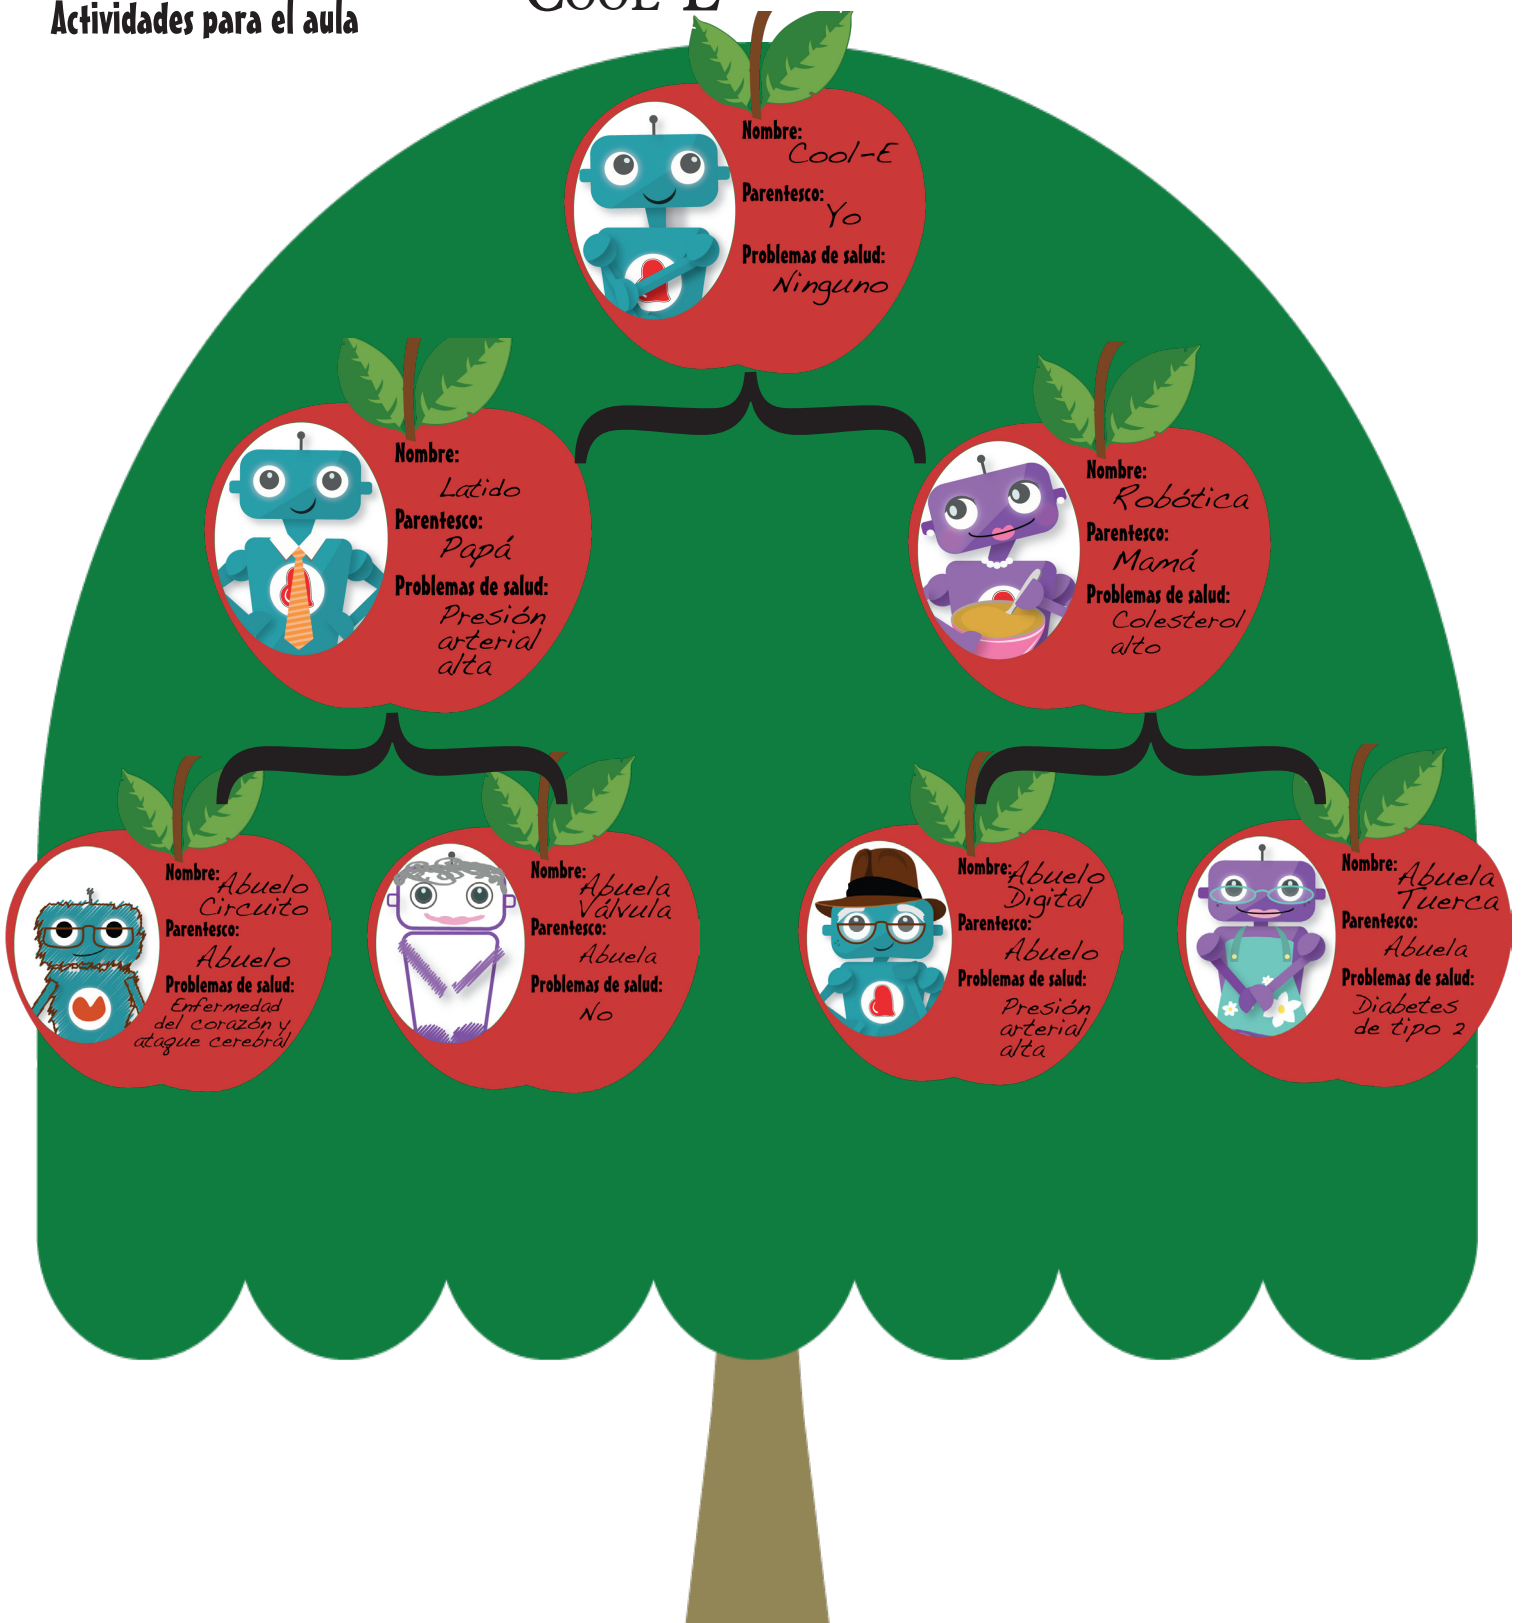 Actividades para el aula
COOL-E
Nombre:
Cool-E
Parentesco:
Yo
Problemas de salud:
Ninguno
Nombre:
Latido
Parentesco:
Papá
Problemas de salud:
Presión
arterial
alta
Nombre:
Robótica
Parentesco:
Mamá
Problemas de salud:
Colesterol
alto
Nombre:
Abuelo
Circuito
Parentesco:
Abuelo
Problemas de salud:
Enfermedad
del corazón y
ataque cerebral
Nombre:
Abuela
Válvula
Parentesco:
Abuela
Problemas de salud:
No
Nombre:
Abuelo
Digital
Parentesco:
Abuelo
Problemas de salud:
Presión
arterial
alta
Nombre:
Abuela
Tuerca
Parentesco:
Abuela
Problemas de salud:
Diabetes
de tipo 2